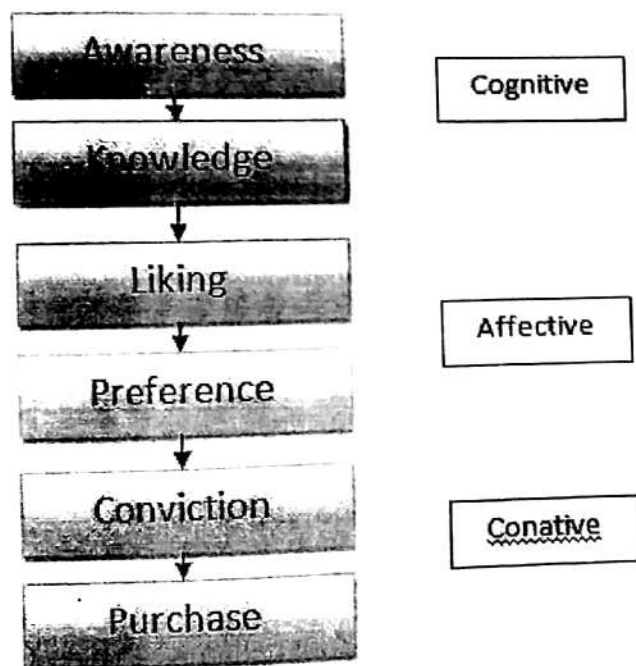 Awareness
Cognitive
Knowledge
Liking
Affective
Preference
Conviction
Conative
Purchase